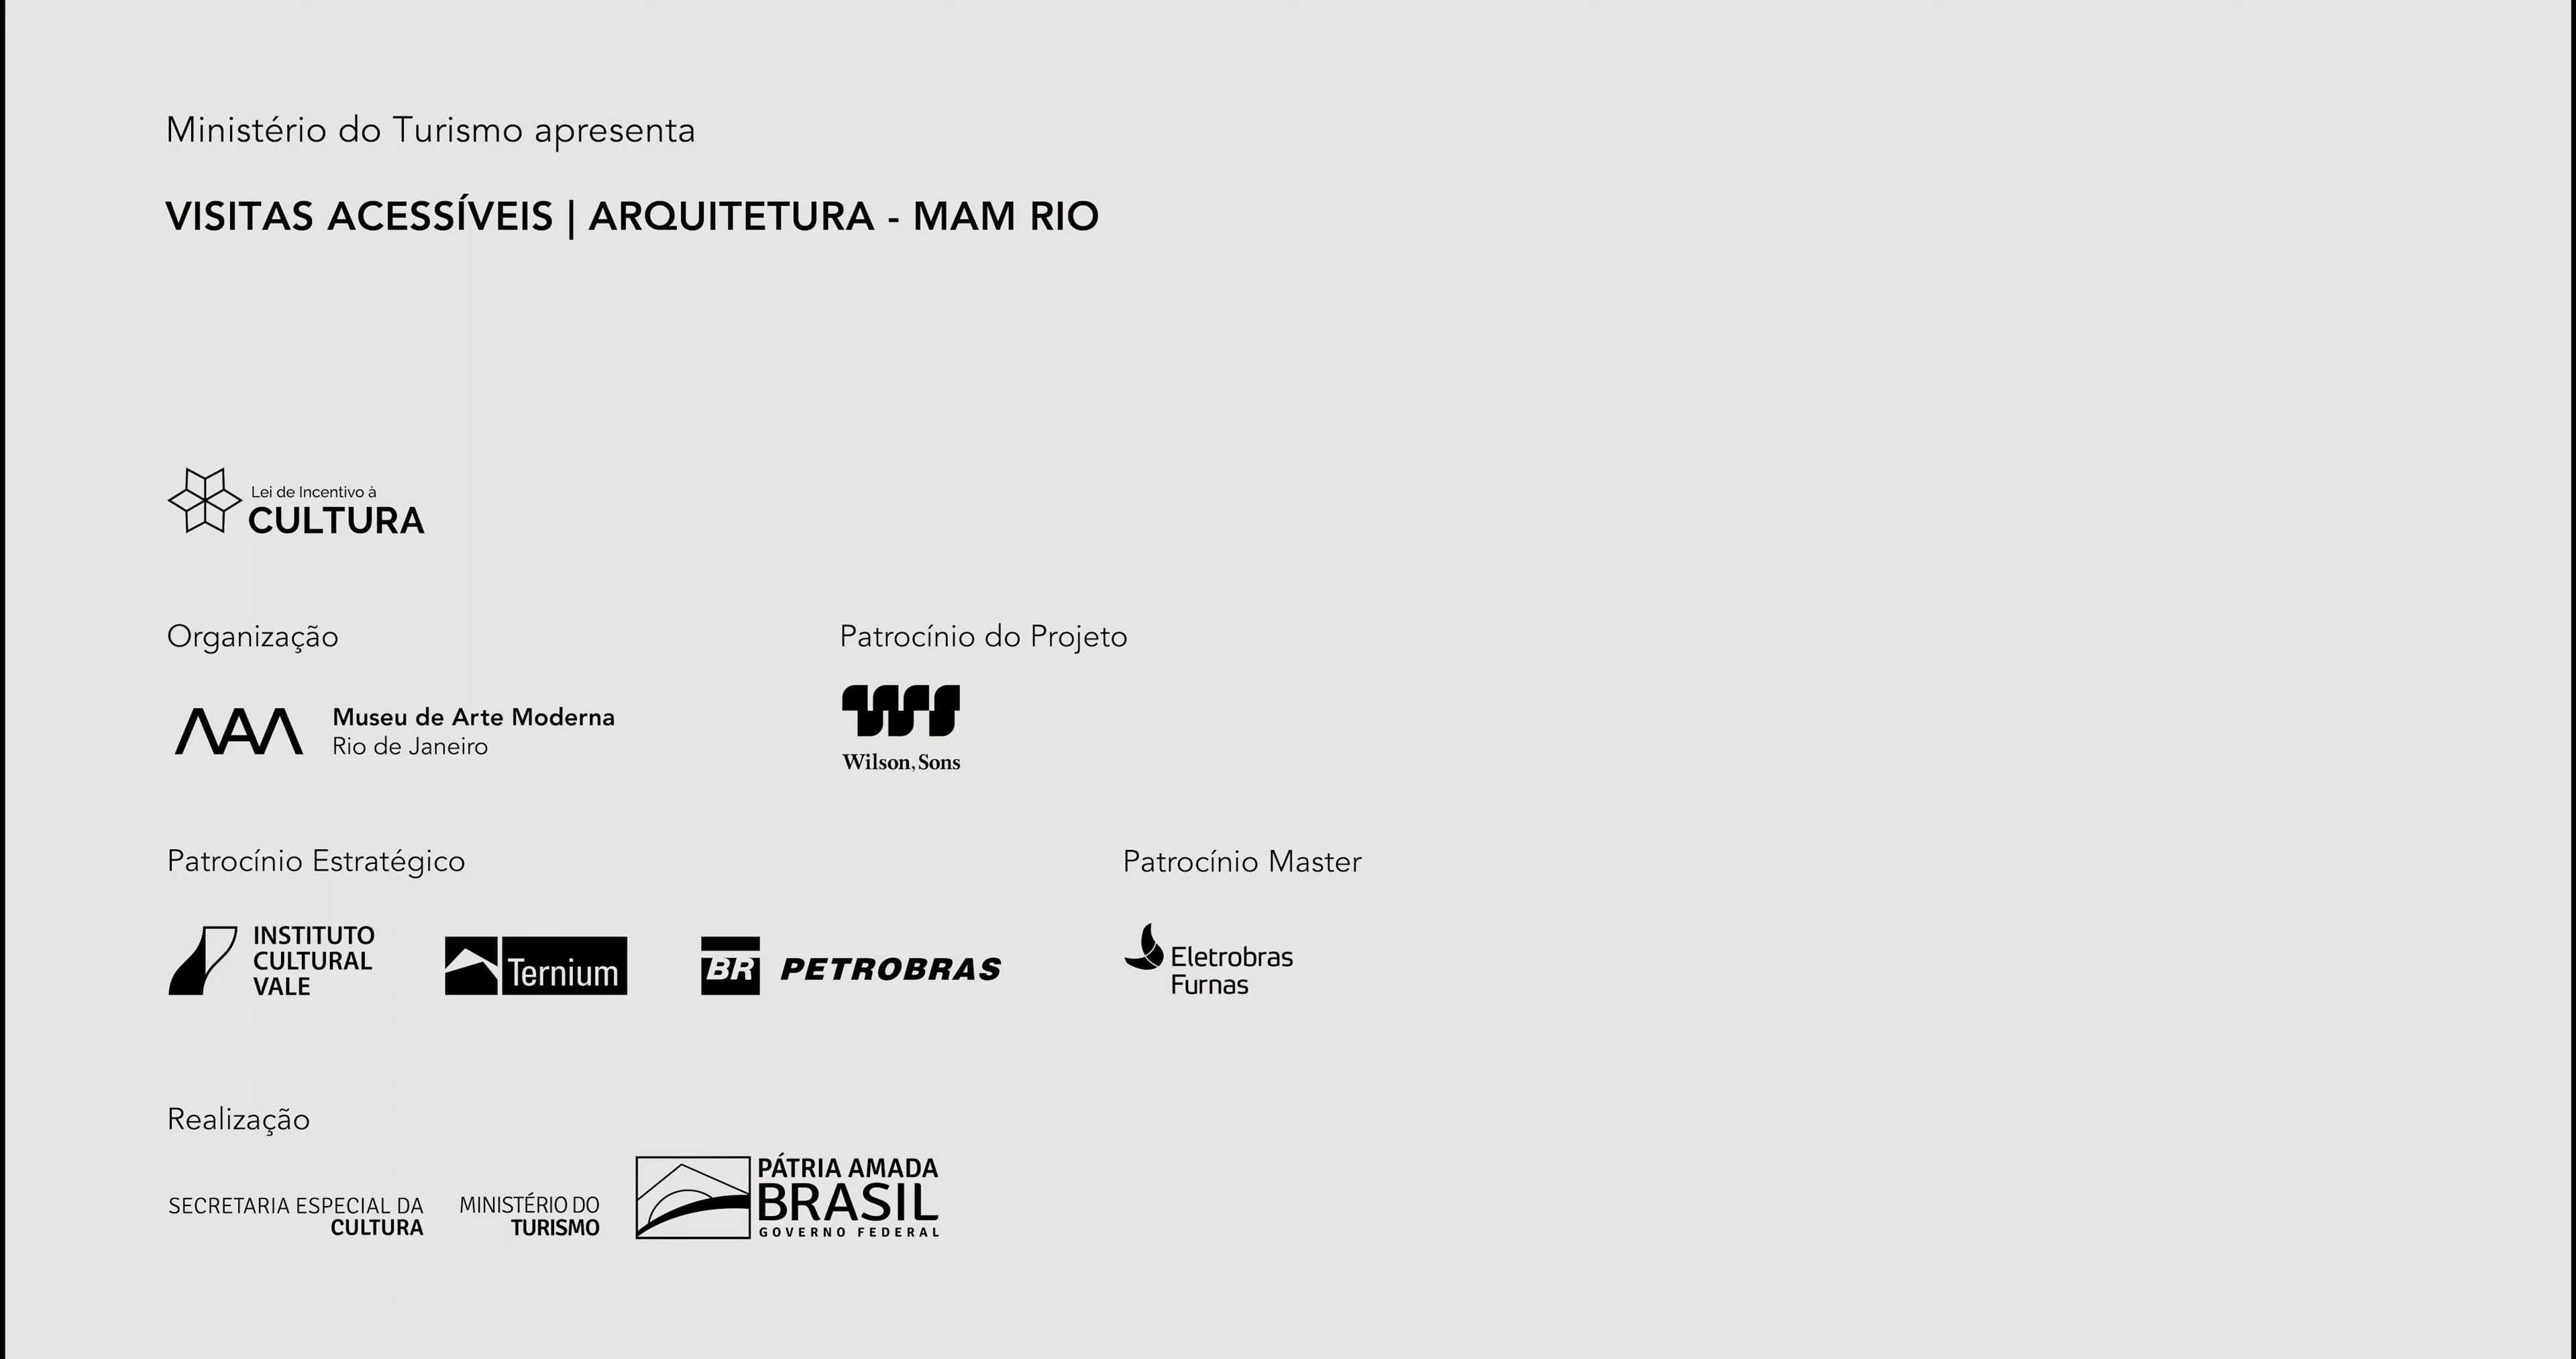 Ministério do Turismo apresenta
VISITAS ACESSÍVEIS | ARQUITETURA - MAM RIO
Lei de Incentivo à
CULTURA
Organização
Museu de Arte Moderna
Rio de Janeiro
Patrocínio do Projeto
Wilson, Sons
Patrocínio Estratégico
INSTITUTO
CULTURAL
VALE
Ternium
BR PETROBRAS
Patrocínio Master
Eletrobras
Furnas
Realização
SECRETARIA ESPECIAL DA
CULTURA
MINISTÉRIO DO
TURISMO
PÁTRIA AMADA
BRASIL
GOVERNO FEDERAL